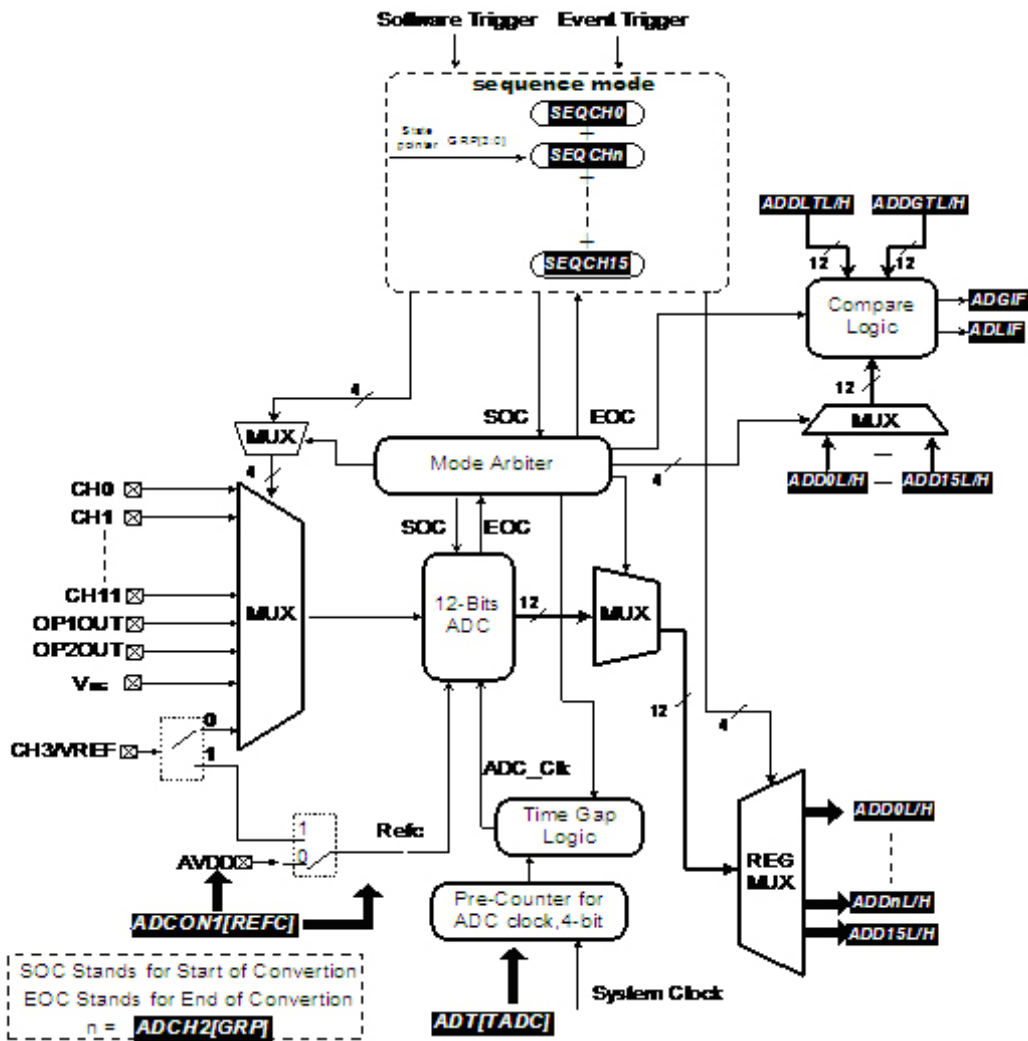 Software Trigger Event Trigger
sequence mode
SEQCH0
State pointer GRP[3:0]
SEQCHn
SEQCH15
ADDLTL/H ADDGTL/H
12 12
Compare Logic
ADGIF
ADLIF
12
MUX
ADD0L/H — ADD15L/H
4
MUX
4
SOC EOC
Mode Arbiter
4
SOC EOC
CH0
CH1
CH11
OP1OUT
OP2OUT
CH3/VREF
0
1
MUX
12-Bits ADC
12
MUX
12
4
ADC_Clk
Time Gap Logic
Refc
1
0
AVDD
ADCON1[REFC]
Pre-Counter for ADC clock,4-bit
REG MUX
ADD0L/H
ADDnL/H
ADD15L/H
System Clock
ADT[TADC]
SOC Stands for Start of Convertion
EOC Stands for End of Convertion
n = ADCH2[GRP]